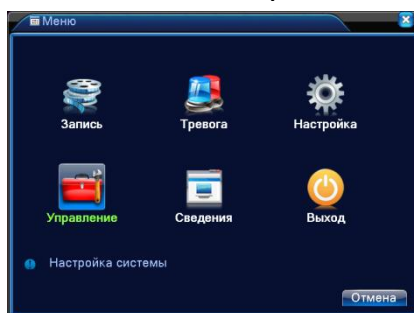 Меню
Запись Тревога Настройка
Управление Сведения Выход
Настройка системы
Отмена